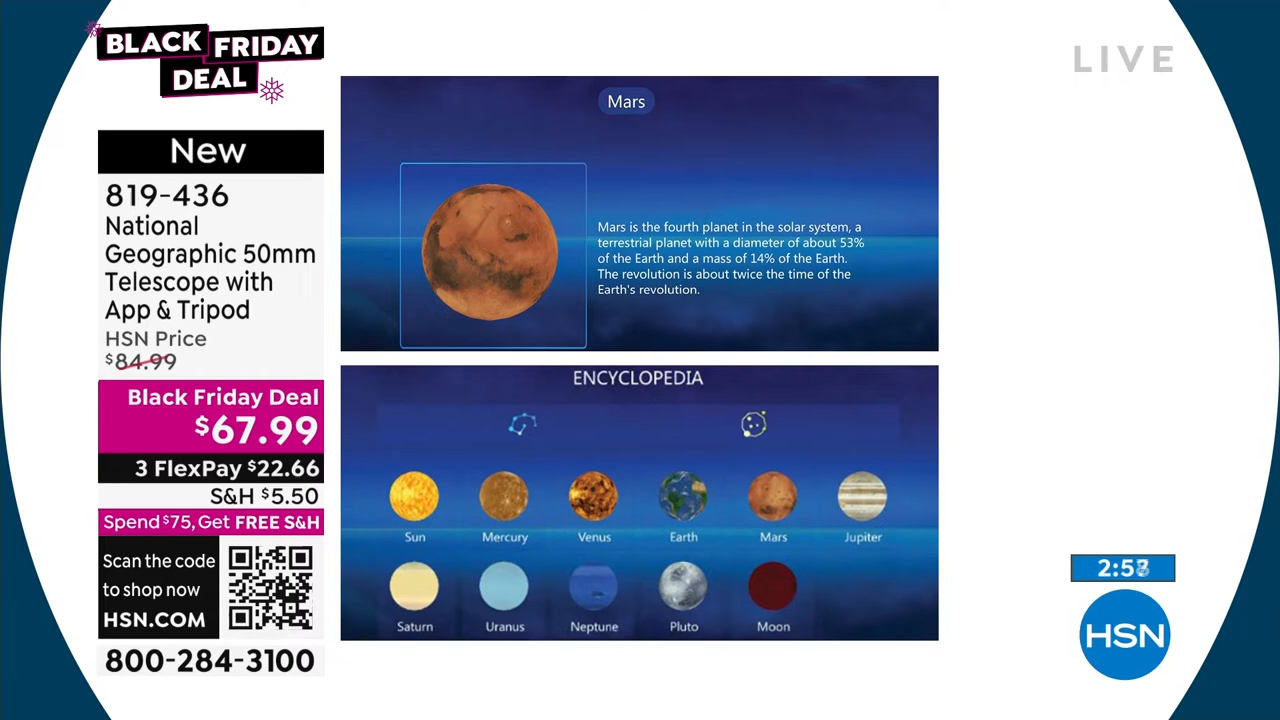 BLACK FRIDAY
DEAL
LIVE
New
819-436
National
Geographic 50mm
Telescope with
App & Tripod
HSN Price
$84.99
Black Friday Deal
$67.99
3 FlexPay $22.66
S&H $5.50
Spend $75, Get FREE S&H
Scan the code
to shop now
HSN.COM
800-284-3100
Mars
Mars is the fourth planet in the solar system, a
terrestrial planet with a diameter of about 53%
of the Earth and a mass of 14% of the Earth.
The revolution is about twice the time of the
Earth's revolution.
ENCYCLOPEDIA
Sun Mercury Venus Earth Mars Jupiter
Saturn Uranus Neptune Pluto Moon
HSN